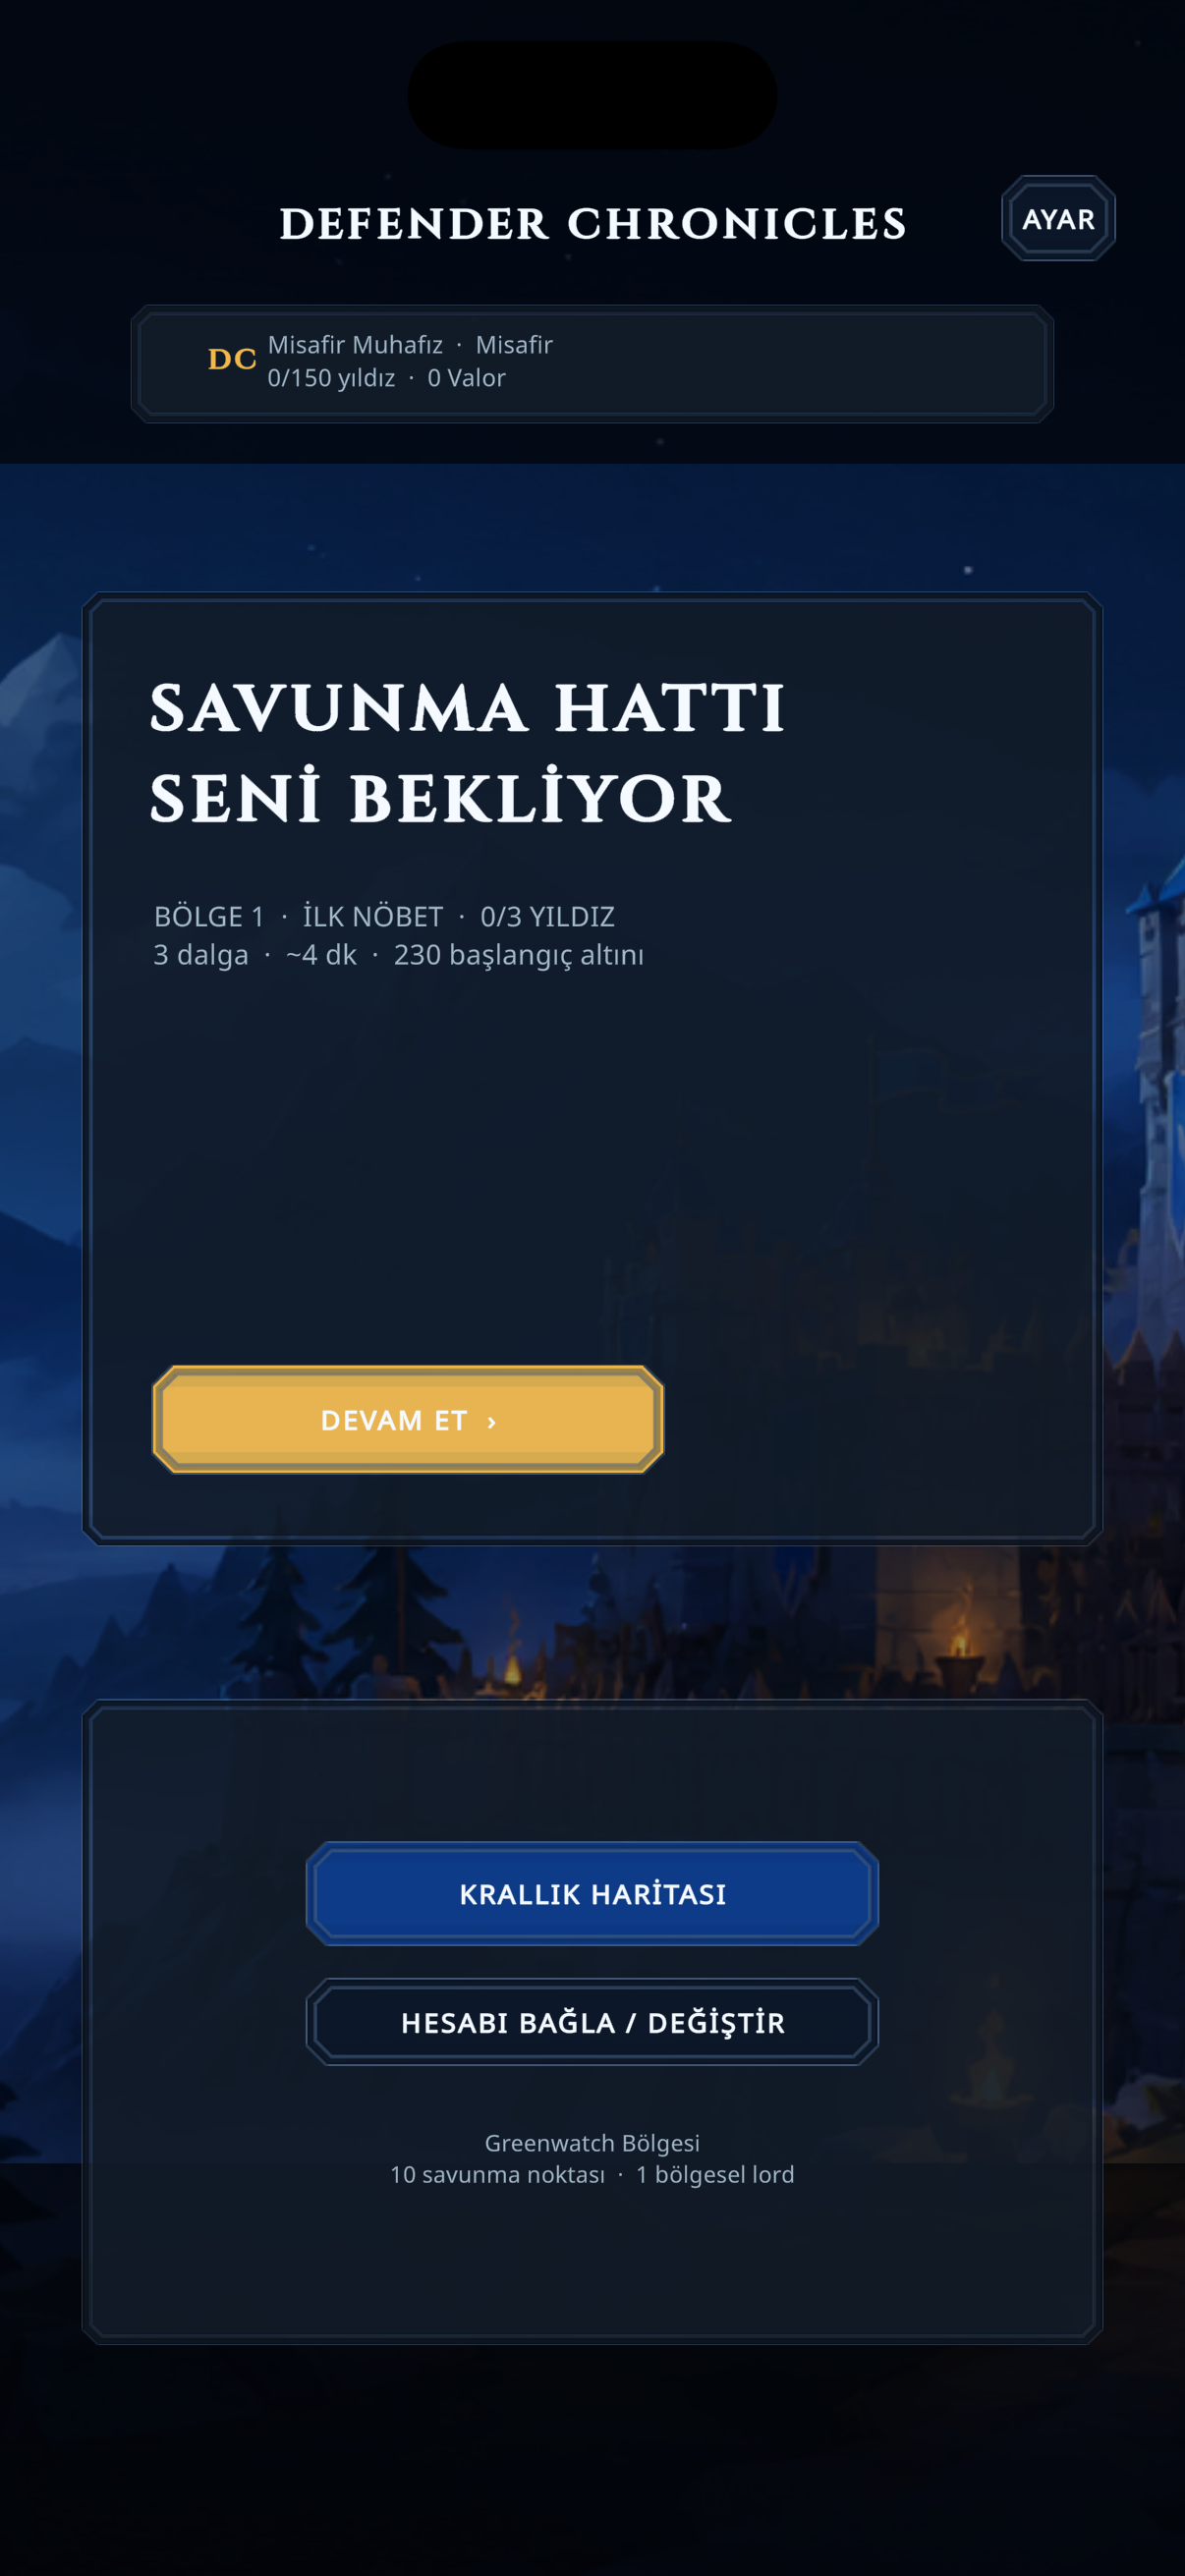 DEFENDER CHRONICLES
AYAR
DC
Misafir Muhafız · Misafir
0/150 yıldız · 0 Valor
SAVUNMA HATTI
SENİ BEKLİYOR
BÖLGE 1 · İLK NÖBET · 0/3 YILDIZ
3 dalga · ~4 dk · 230 başlangıç altını
DEVAM ET ›
KRALLIK HARİTASI
HESABI BAĞLA / DEĞİŞTİR
Greenwatch Bölgesi
10 savunma noktası · 1 bölgesel lord